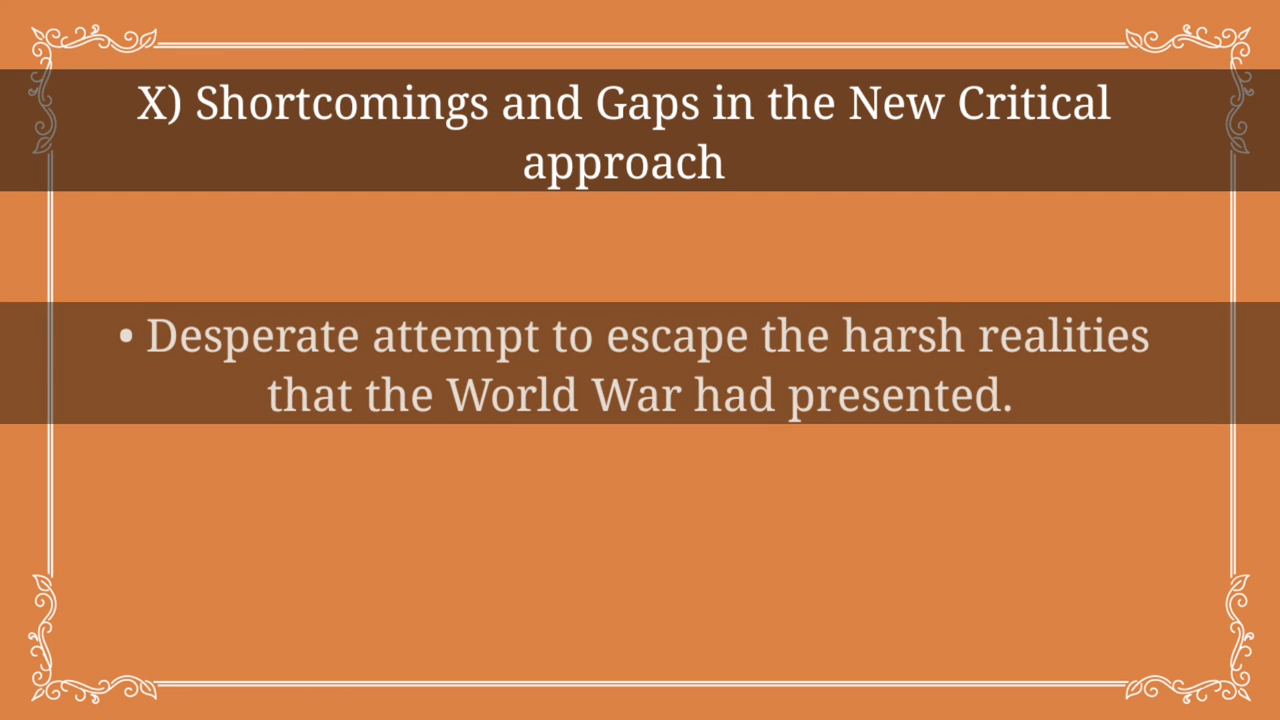 X) Shortcomings and Gaps in the New Critical
approach
• Desperate attempt to escape the harsh realities
that the World War had presented.